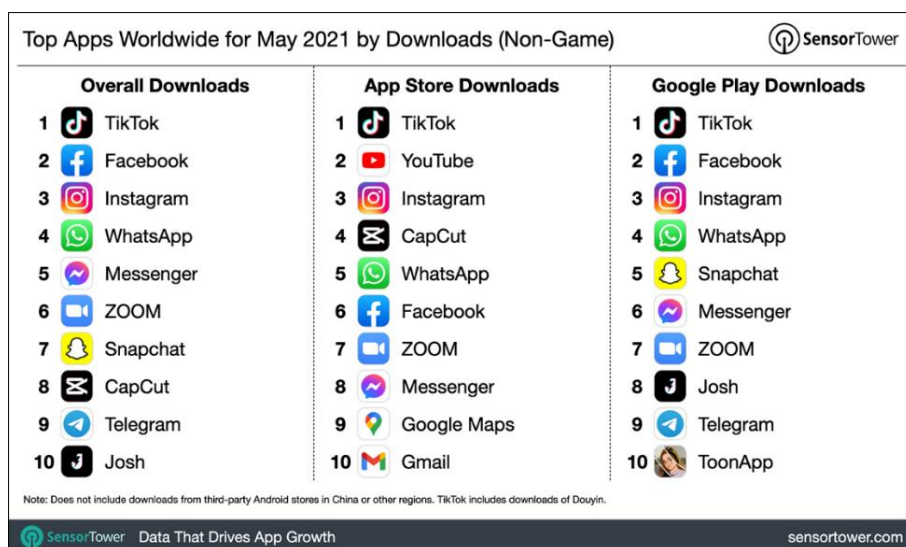 Top Apps Worldwide for May 2021 by Downloads (Non-Game)
SensorTower
Overall Downloads
1 TikTok
2 Facebook
3 Instagram
4 WhatsApp
5 Messenger
6 ZOOM
7 Snapchat
8 CapCut
9 Telegram
10 Josh
App Store Downloads
1 TikTok
2 YouTube
3 Instagram
4 CapCut
5 WhatsApp
6 Facebook
7 ZOOM
8 Messenger
9 Google Maps
10 Gmail
Google Play Downloads
1 TikTok
2 Facebook
3 Instagram
4 WhatsApp
5 Snapchat
6 Messenger
7 ZOOM
8 Josh
9 Telegram
10 ToonApp
Note: Does not include downloads from third-party Android stores in China or other regions. TikTok includes downloads of Douyin.
SensorTower Data That Drives App Growth
sensortower.com